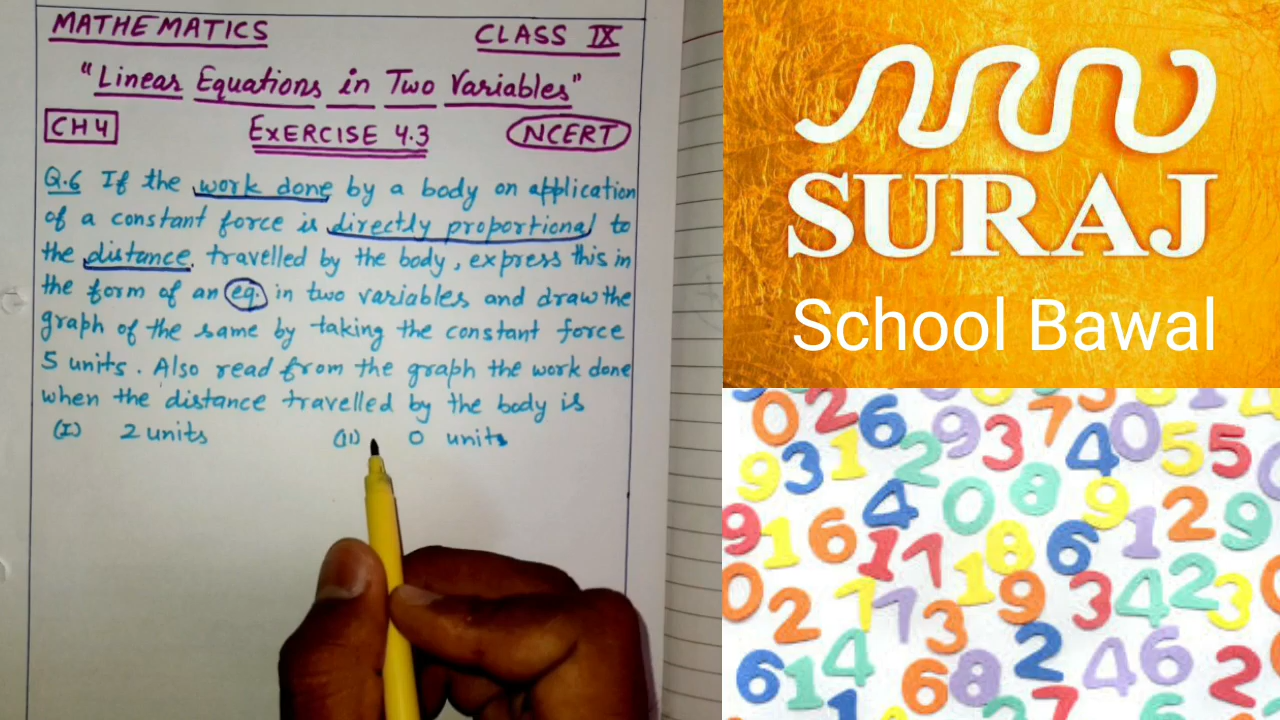 MATHEMATICS CLASS IX
"Linear Equations in Two Variables"
CH 4 EXERCISE 4.3 NCERT
Q.6 If the work done by a body on application
of a constant force is directly proportional to
the distance travelled by the body, express this in
the form of an eq. in two variables and draw the
graph of the same by taking the constant force
5 units. Also read from the graph the work done
when the distance travelled by the body is
(I) 2 units (II) 0 units
SURAJ
School Bawal